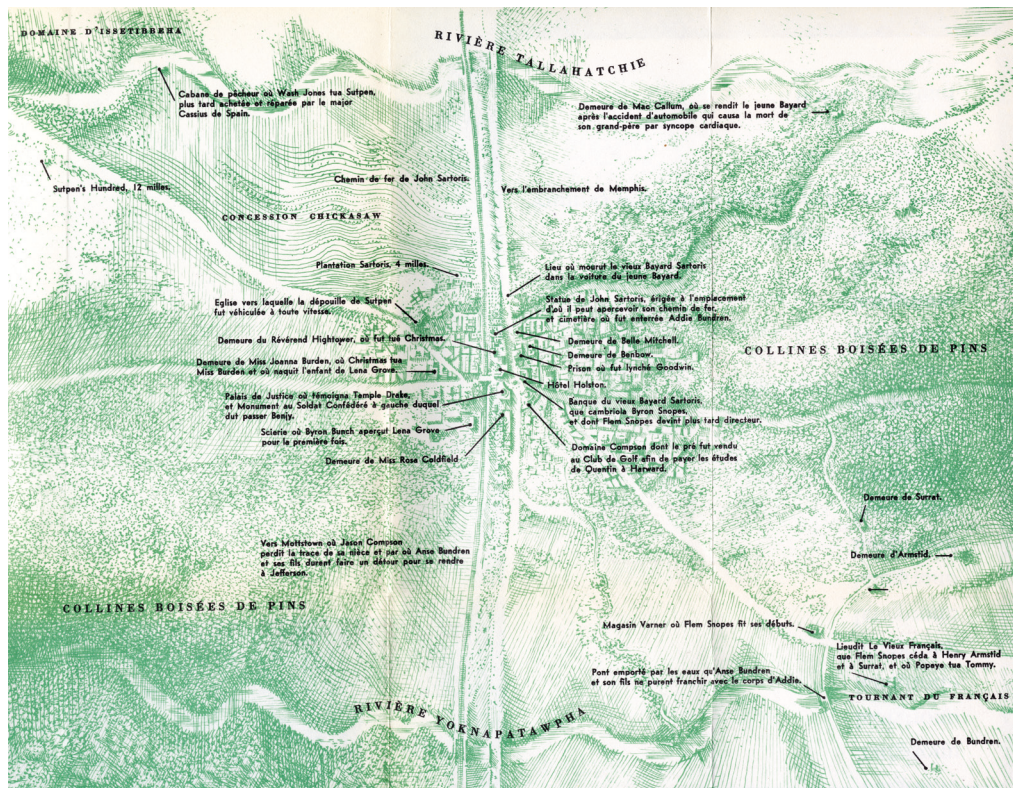 DOMAINE D'ISSETIBBEHA
RIVIÈRE TALLAHATCHIE
Cabane de pêcheur où Wash Jones tua Sutpen,
plus tard achetée et réparée par le major
Cassius de Spain.
Demeure de Mac Callum, où se rendit le jeune Bayard
après l'accident d'automobile qui causa la mort de
son grand-père par syncope cardiaque.
Sutpen's Hundred, 12 milles.
Chemin de fer de John Sartoris.
Vers l'embranchement de Memphis.
CONCESSION CHICKASAW
Plantation Sartoris, 4 milles.
Lieu où mourut le vieux Bayard Sartoris
dans la voiture du jeune Bayard.
Eglise vers laquelle la dépouille de Sutpen
fut véhiculée à toute vitesse.
Statue de John Sartoris, érigée à l'emplacement
d'où il peut apercevoir son chemin de fer,
et cimetière où fut enterrée Addie Bundren.
Demeure du Révérend Hightower, où fut tué Christmas.
Demeure de Belle Mitchell.
Demeure de Benbow.
Prison où fut lynché Goodwin.
COLLINES BOISÉES DE PINS
Demeure de Miss Joanna Burden, où Christmas tua
Miss Burden et où naquit l'enfant de Lena Grove.
Hôtel Holston.
Palais de Justice où témoigna Temple Drake,
et Monument au Soldat Confédéré à gauche duquel
dut passer Benjy.
Banque du vieux Bayard Sartoris,
que cambriola Byron Snopes,
et dont Flem Snopes devint plus tard directeur.
Scierie où Byron Bunch aperçut Lena Grove
pour la première fois.
Demeure de Miss Rosa Coldfield
Domaine Compson dont le pré fut vendu
au Club de Golf afin de payer les études
de Quentin à Harward.
Demeure de Surrat.
Vers Mottstown où Jason Compson
perdit la trace de sa nièce et par où Anse Bundren
et ses fils durent faire un détour pour se rendre
à Jefferson.
Demeure d'Armstid.
COLLINES BOISÉES DE PINS
Magasin Varner où Flem Snopes fit ses débuts.
Lieudit Le Vieux Français,
que Flem Snopes céda à Henry Armstid
et à Surrat, et où Popeye tua Tommy.
Pont emporté par les eaux qu'Anse Bundren
et son fils ne purent franchir avec le corps d'Addie.
TOURNANT DU FRANÇAIS
RIVIÈRE YOKNAPATAWPHA
Demeure de Bundren.